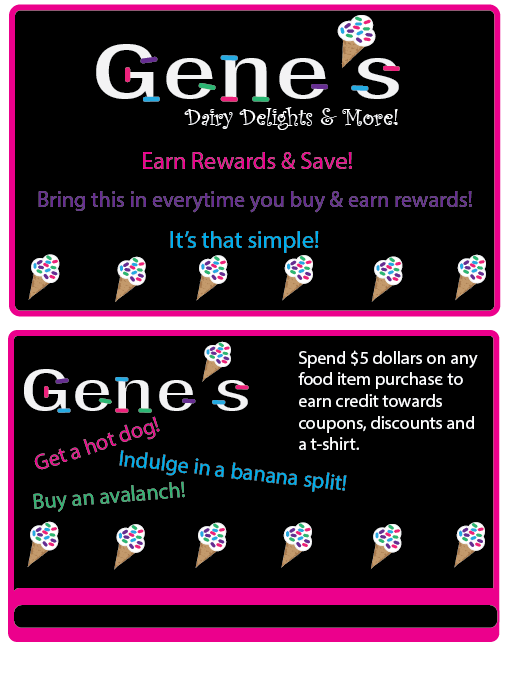 Gene's
Dairy Delights & More!
Earn Rewards & Save!
Bring this in everytime you buy & earn rewards!
It's that simple!
Gene's
Spend $5 dollars on any
food item purchase to
earn credit towards
coupons, discounts and
a t-shirt.
Get a hot dog!
Indulge in a banana split!
Buy an avalanch!